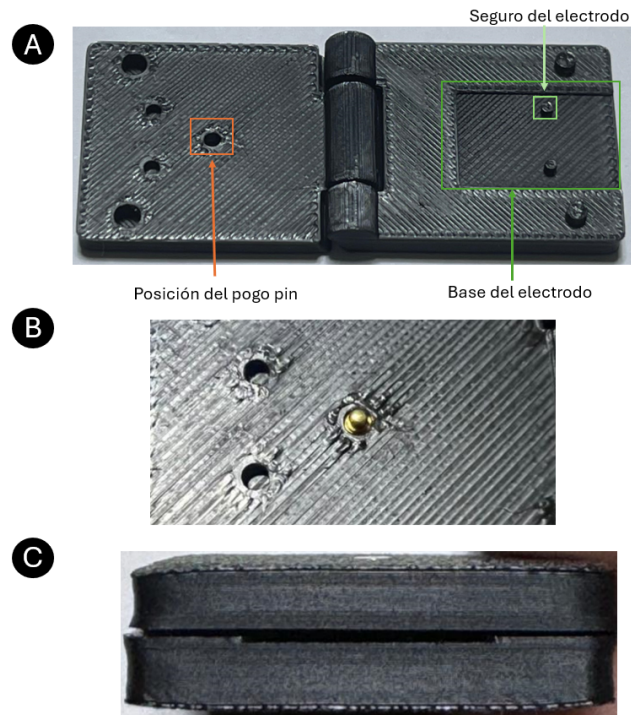 A
Seguro del electrodo
Posición del pogo pin
Base del electrodo
B
C